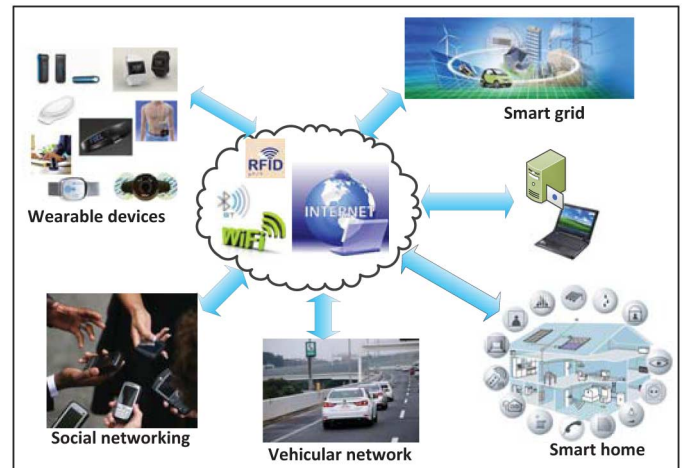 Smart grid
RFID
BT
INTERNET
WiFi
Wearable devices
Social networking
Vehicular network
Smart home